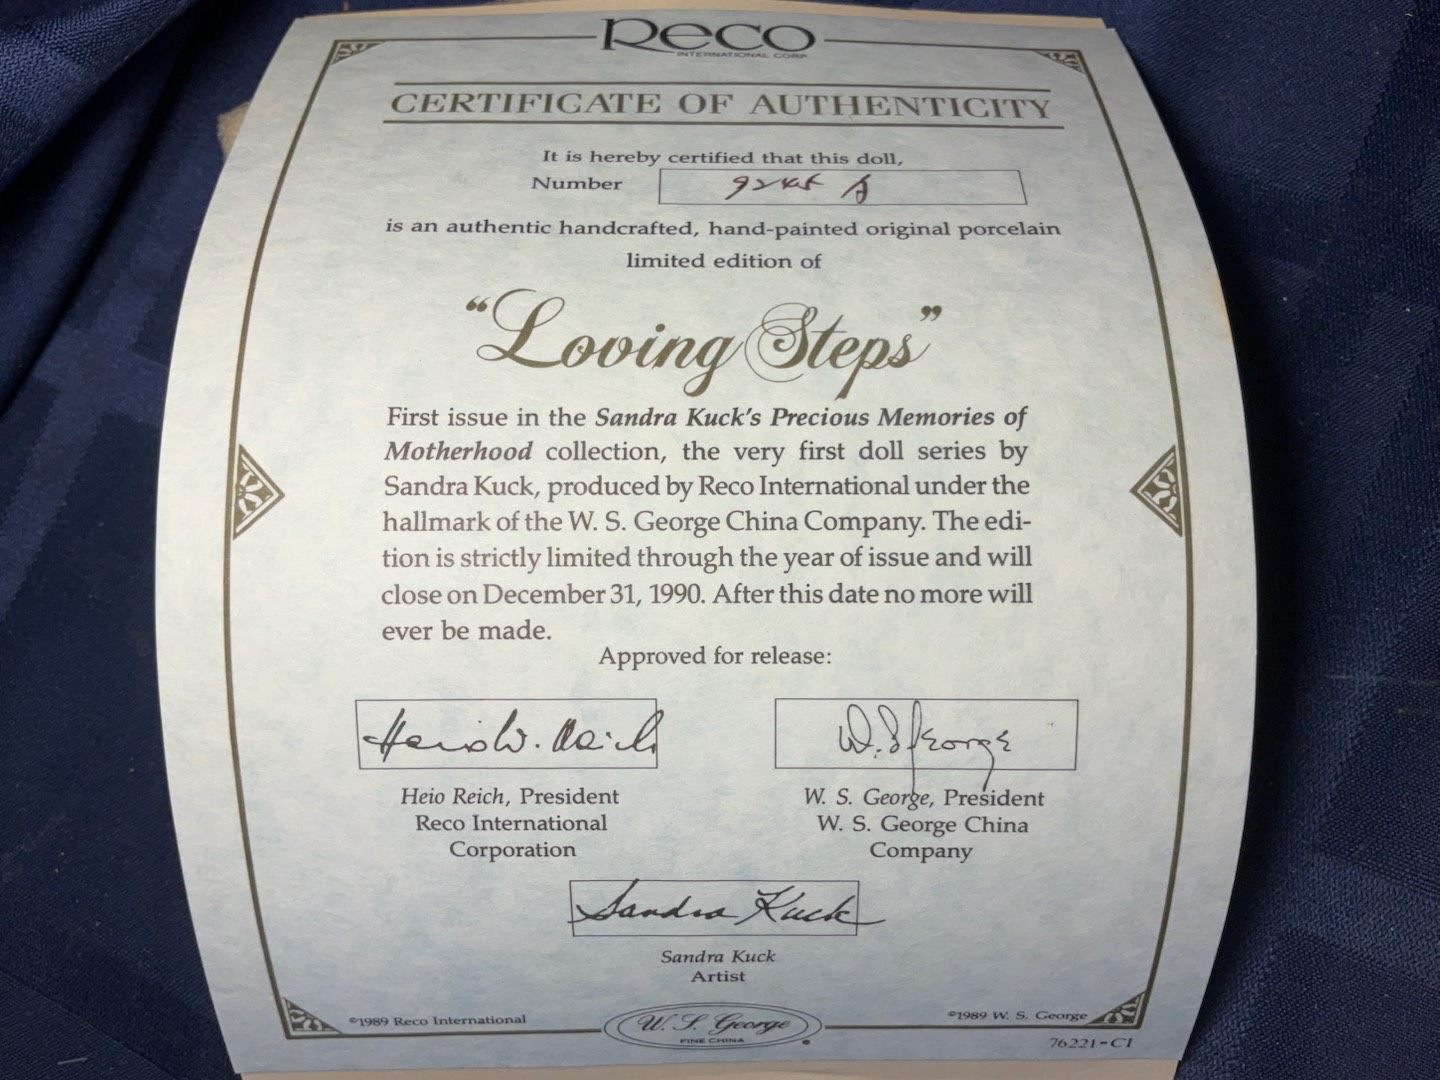 Reco
INTERNATIONAL CORP.
CERTIFICATE OF AUTHENTICITY
It is hereby certified that this doll,
Number
is an authentic handcrafted, hand-painted original porcelain
limited edition of
“Loving Steps”
First issue in the Sandra Kuck's Precious Memories of
Motherhood collection, the very first doll series by
Sandra Kuck, produced by Reco International under the
hallmark of the W. S. George China Company. The edi-
tion is strictly limited through the year of issue and will
close on December 31, 1990. After this date no more will
ever be made.
Approved for release:
Heio W. Reich
W. S. George
Heio Reich, President
Reco International
Corporation
W. S. George, President
W. S. George China
Company
Sandra Kuck
Sandra Kuck
Artist
©1989 Reco International
W. S. George
FINE CHINA
©1989 W. S. George
76221-C1